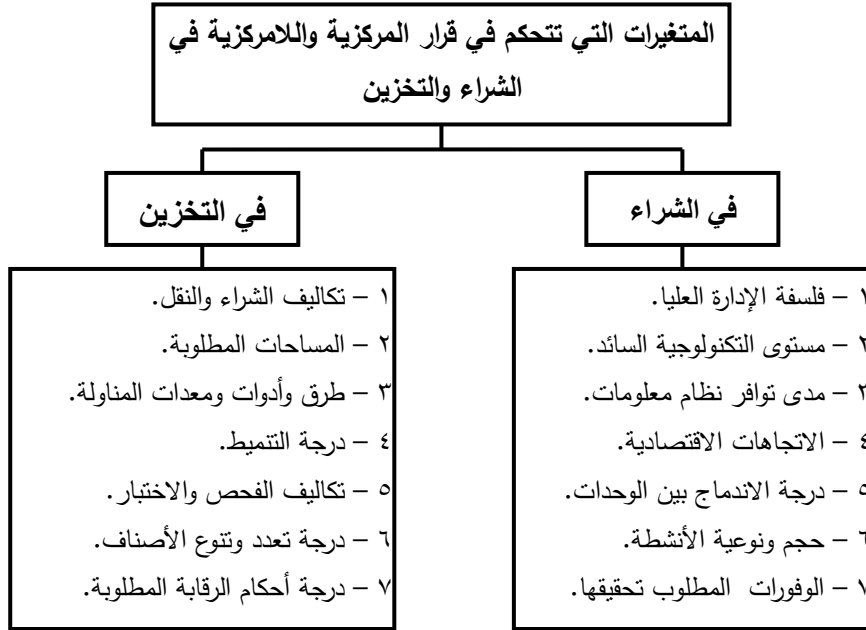 المتغيرات التي تتحكم في قرار المركزية واللامركزية في
الشراء والتخزين
في الشراء
١ – فلسفة الإدارة العليا.
٢ – مستوى التكنولوجية السائد.
٣ – مدى توافر نظام معلومات.
٤ – الاتجاهات الاقتصادية.
٥ – درجة الاندماج بين الوحدات.
٦ – حجم ونوعية الأنشطة.
٧ – الوفورات المطلوب تحقيقها.
في التخزين
١ – تكاليف الشراء والنقل.
٢ – المساحات المطلوبة.
٣ – طرق وأدوات ومعدات المناولة.
٤ – درجة التنميط.
٥ – تكاليف الفحص والاختبار.
٦ – درجة تعدد وتنوع الأصناف.
٧ – درجة أحكام الرقابة المطلوبة.